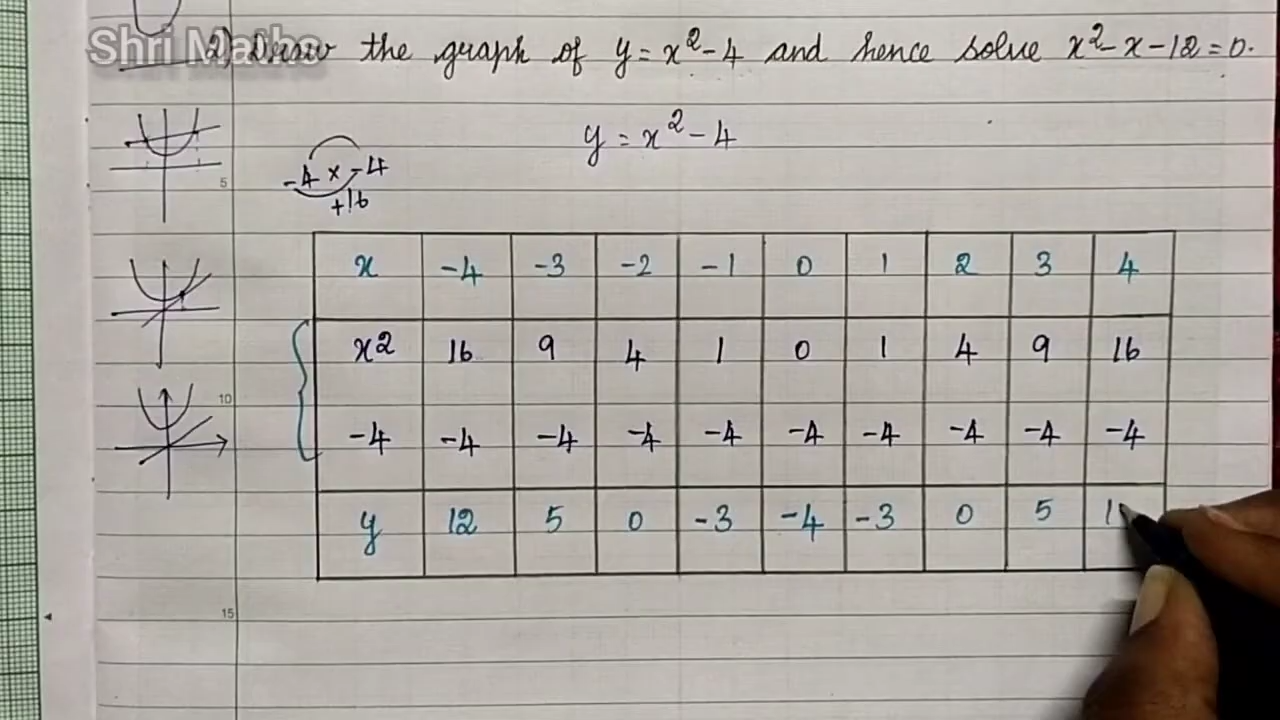 Shri Maths
2) Draw the graph of y = x² - 4 and hence solve x² - x - 12 = 0.
y = x² - 4
-4 x -4
+16
5
x -4 -3 -2 -1 0 1 2 3 4
x2 16 9 4 1 0 1 4 9 16
10
-4 -4 -4 -4 -4 -4 -4 -4 -4 -4
y 12 5 0 -3 -4 -3 0 5 1
15